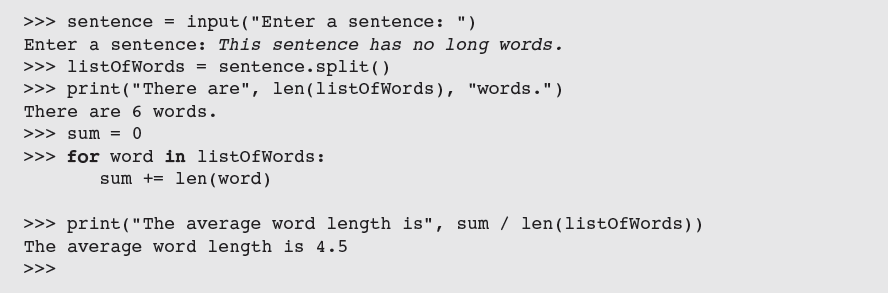 >>> sentence = input("Enter a sentence: ")
Enter a sentence: This sentence has no long words.
>>> listOfWords = sentence.split()
>>> print("There are", len(listOfWords), "words.")
There are 6 words.
>>> sum = 0
>>> for word in listOfWords:
       sum += len(word)
>>> print("The average word length is", sum / len(listOfWords))
The average word length is 4.5
>>>